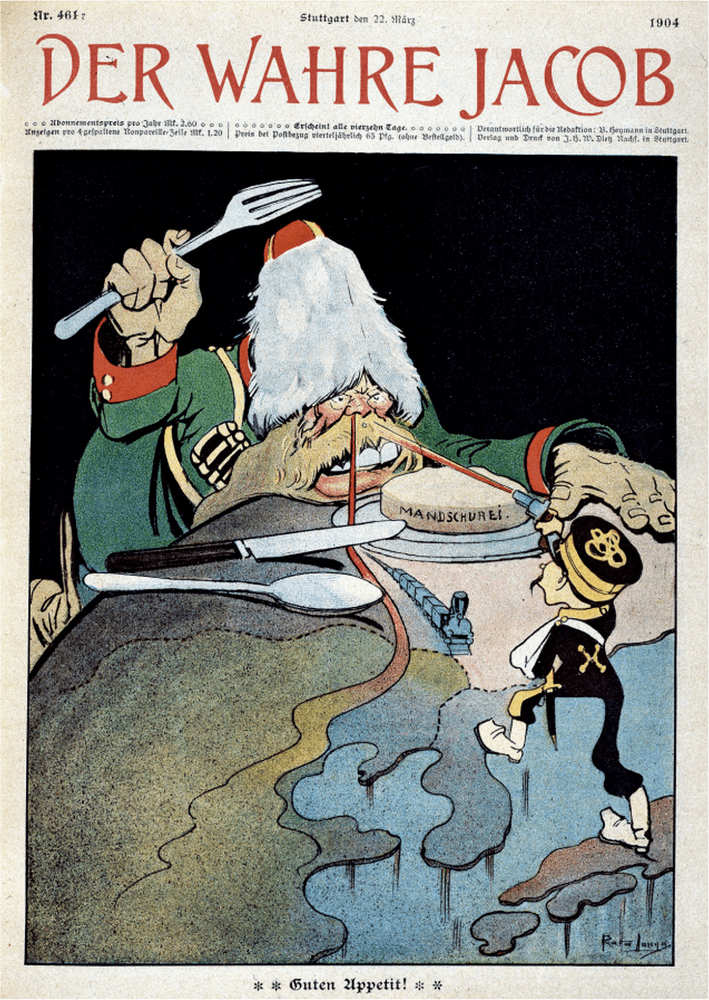 Nr. 461
Stuttgart den 22. März
1904
DER WAHRE JACOB
Abonnementspreis pro Jahr Mk. 2.60
Anzeigen pro 4gespaltene Nonpareille-Zeile Mk. 1.20
Erscheint alle vierzehn Tage.
Preis bei Postbezug vierteljährlich 65 Pfg. (ohne Bestellgeld).
Verantwortlich für die Redaktion: B. Heymann in Stuttgart.
Verlag und Druck von J. H. W. Dietz Nachf. in Stuttgart.
MANDSCHUREI.
Rata Langa.
* * Guten Appetit! * *